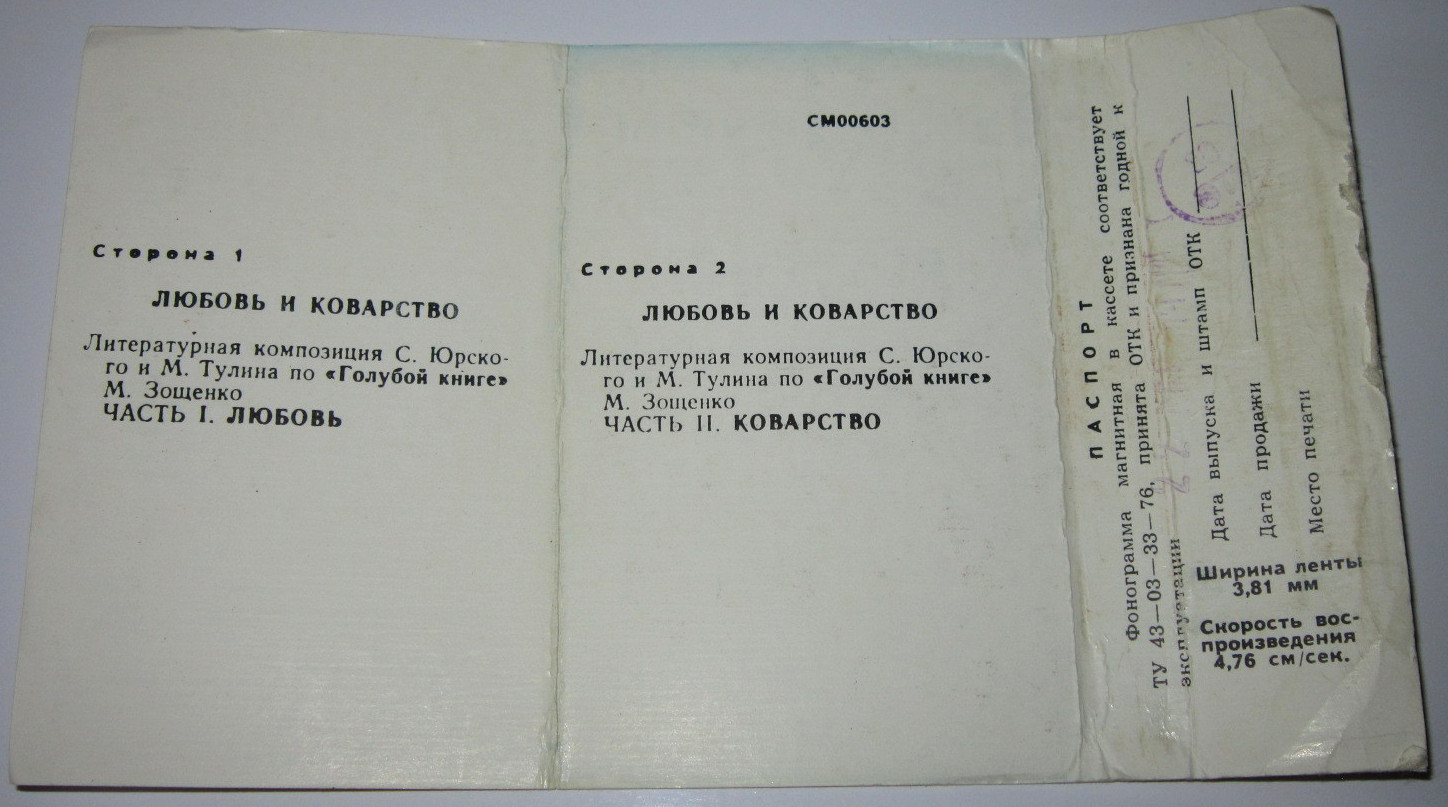 Сторона 1
ЛЮБОВЬ И КОВАРСТВО
Литературная композиция С. Юрско-
го и М. Тулина по «Голубой книге»
М. Зощенко
ЧАСТЬ I. ЛЮБОВЬ
СМ00603
Сторона 2
ЛЮБОВЬ И КОВАРСТВО
Литературная композиция С. Юрско-
го и М. Тулина по «Голубой книге»
М. Зощенко
ЧАСТЬ II. КОВАРСТВО
ПАСПОРТ
Фонограмма магнитная в кассете соответствует
ТУ 43—03—33—76, принята ОТК и признана годной к
эксплуатации
Дата выпуска и штамп ОТК
Дата продажи
Место печати
Ширина ленты
3,81 мм
Скорость вос-
произведения
4,76 см/сек.